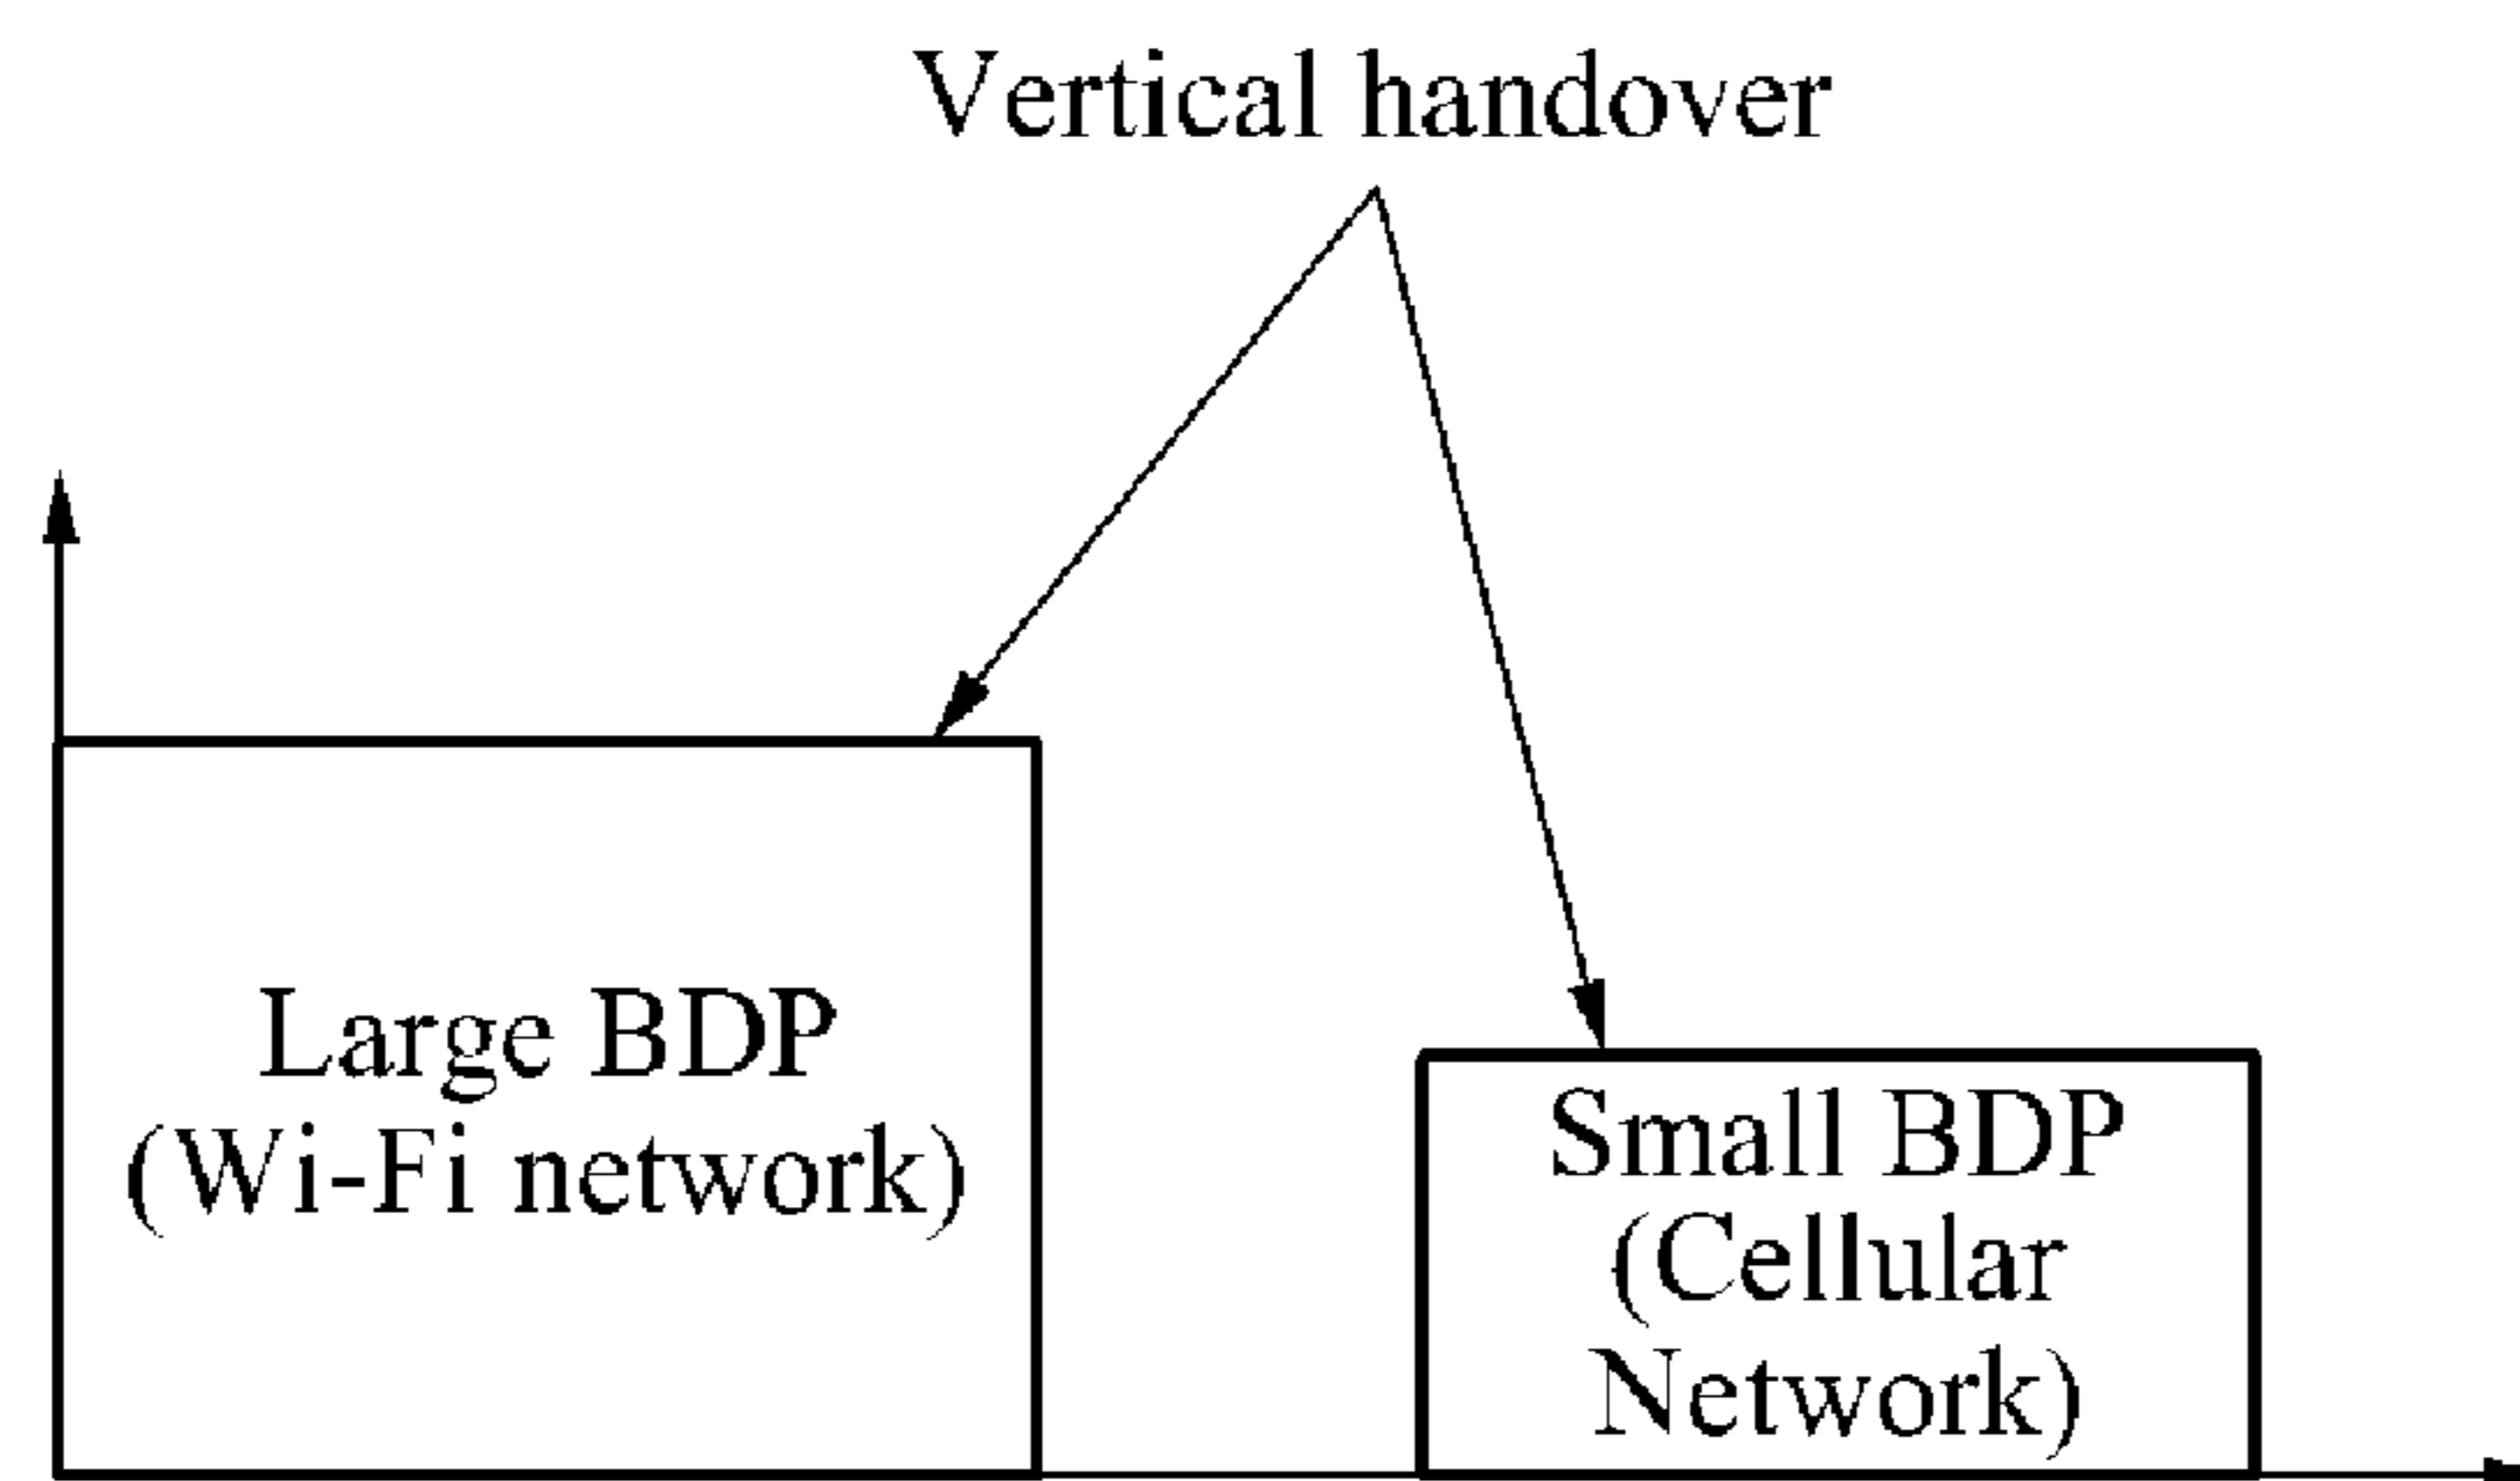 Vertical handover
Large BDP
(Wi-Fi network)
Small BDP
(Cellular
Network)